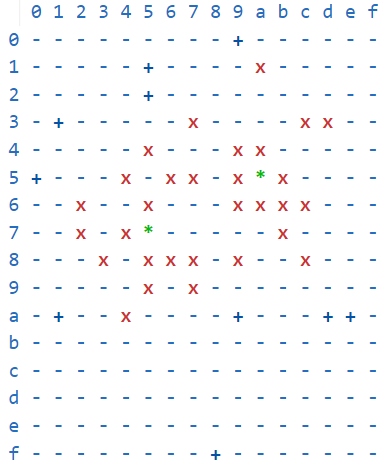 0 1 2 3 4 5 6 7 8 9 a b c d e f
0 - - - - - - - - - + - - - - - -
1 - - - - - + - - - - x - - - - -
2 - - - - - + - - - - - - - - - -
3 - + - - - - - x - - - - x x - -
4 - - - - - x - - - x x - - - - -
5 + - - - x - x x - x * x - - - -
6 - - x - - x - - - x x x x - - -
7 - - x - x * - - - - - x - - - -
8 - - - x - x x x - x - - x - - -
9 - - - - - x - x - - - - - - - -
a - + - - x - - - - + - - - + + -
b - - - - - - - - - - - - - - - -
c - - - - - - - - - - - - - - - -
d - - - - - - - - - - - - - - - -
e - - - - - - - - - - - - - - - -
f - - - - - - - - + - - - - - - -